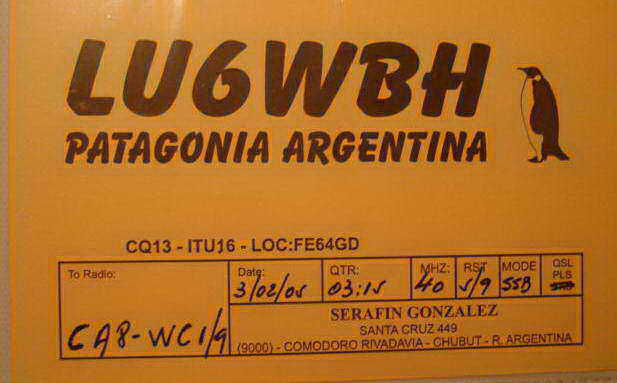 LU6WBH
PATAGONIA ARGENTINA
CQ13 - ITU16 - LOC:FE64GD
To Radio: CA8-WC1/9
Date: 3/02/05
QTR: 03:15
MHZ: 40
RST 5/9
MODE SSB
QSL PLS
SERAFIN GONZALEZ
SANTA CRUZ 449
(9000) - COMODORO RIVADAVIA - CHUBUT - R. ARGENTINA